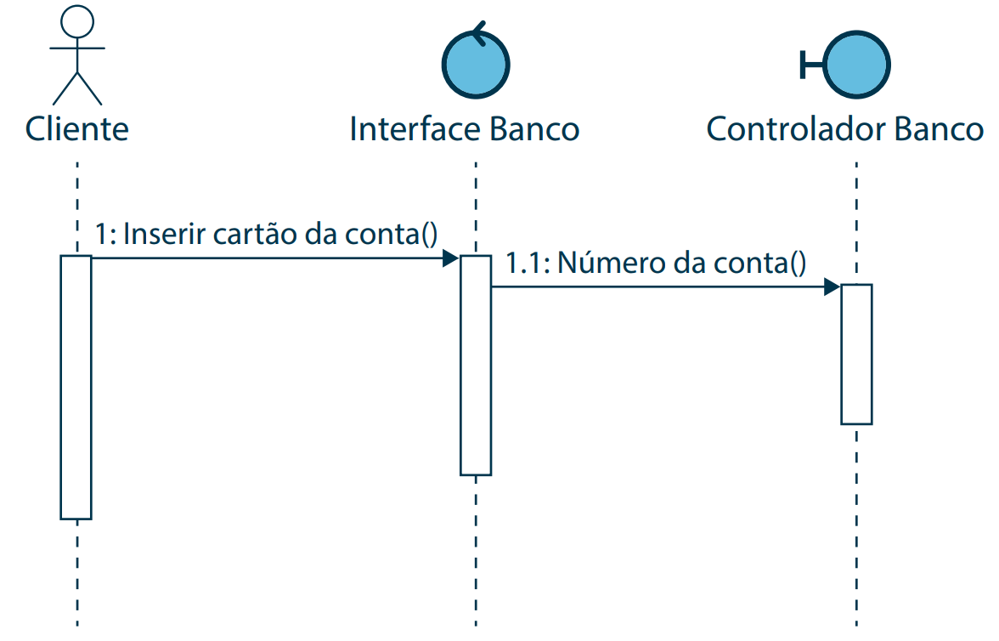 Cliente
Interface Banco
Controlador Banco
1: Inserir cartão da conta()
1.1: Número da conta()